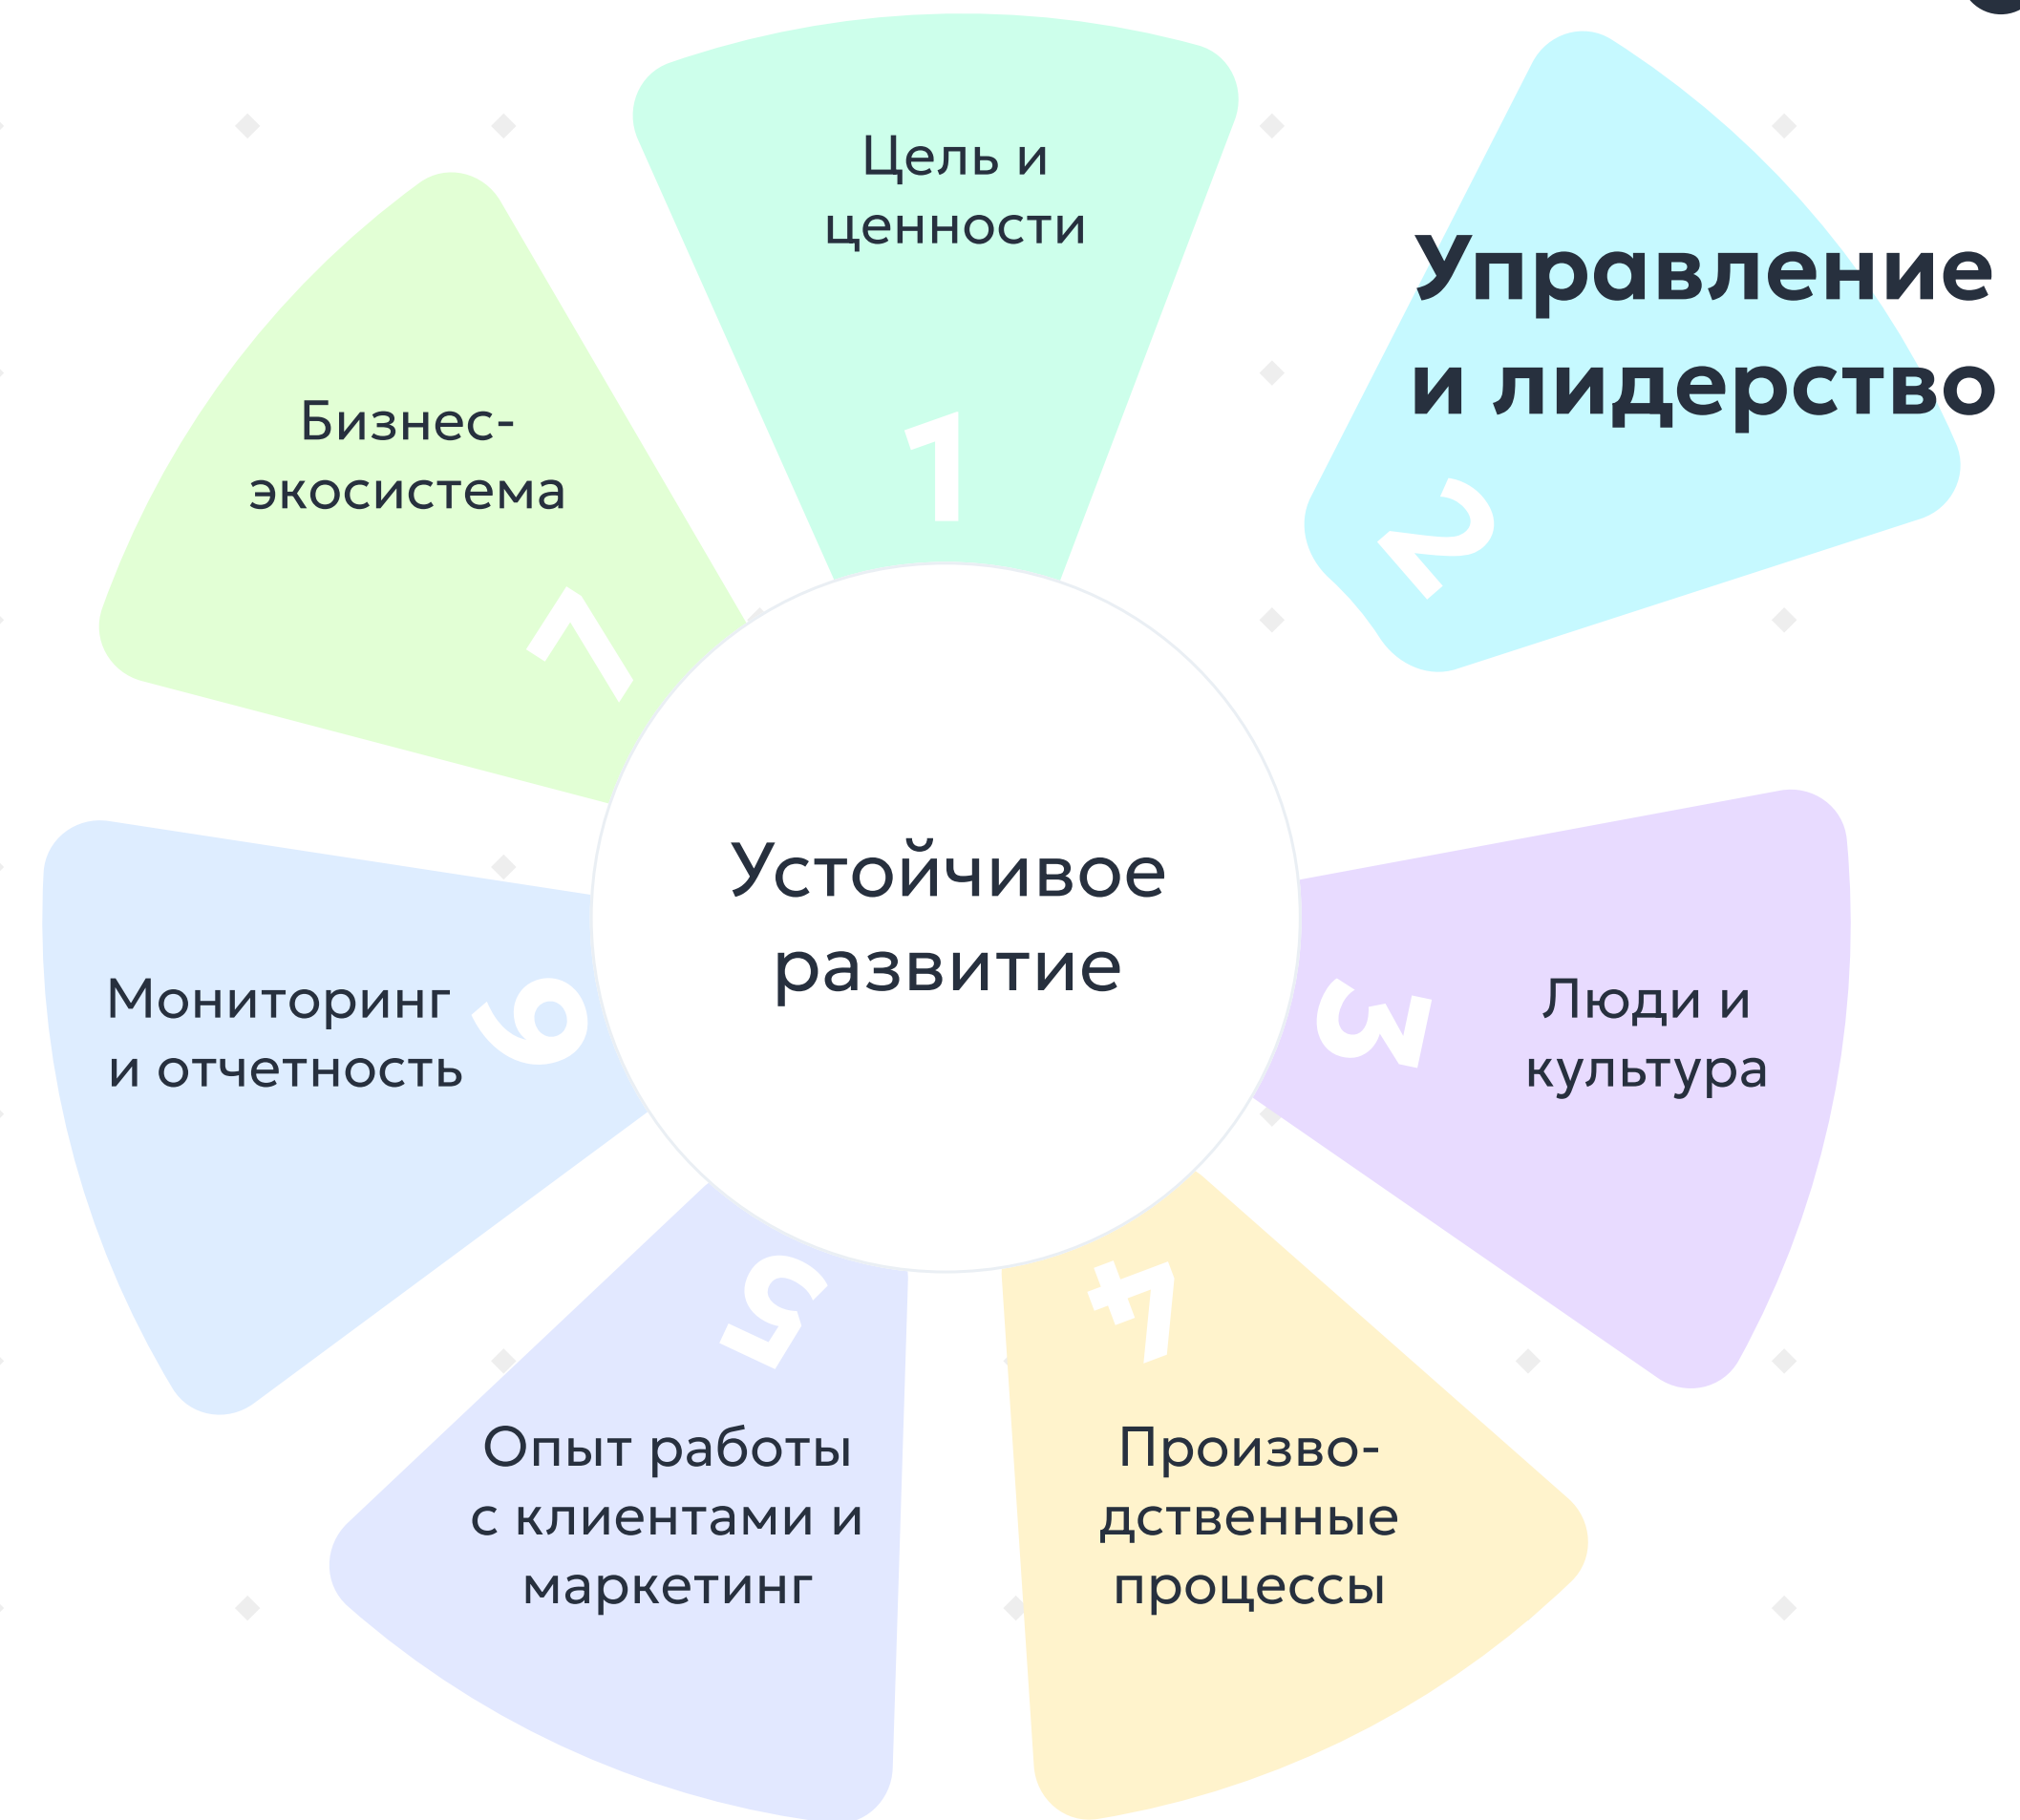 Цель и
ценности
1
Управление
и лидерство
2
Люди и
культура
3
4
Произво-
дственные
процессы
5
Опыт работы
с клиентами и
маркетинг
6
Мониторинг
и отчетность
Бизнес-
экосистема
7
Устойчивое
развитие